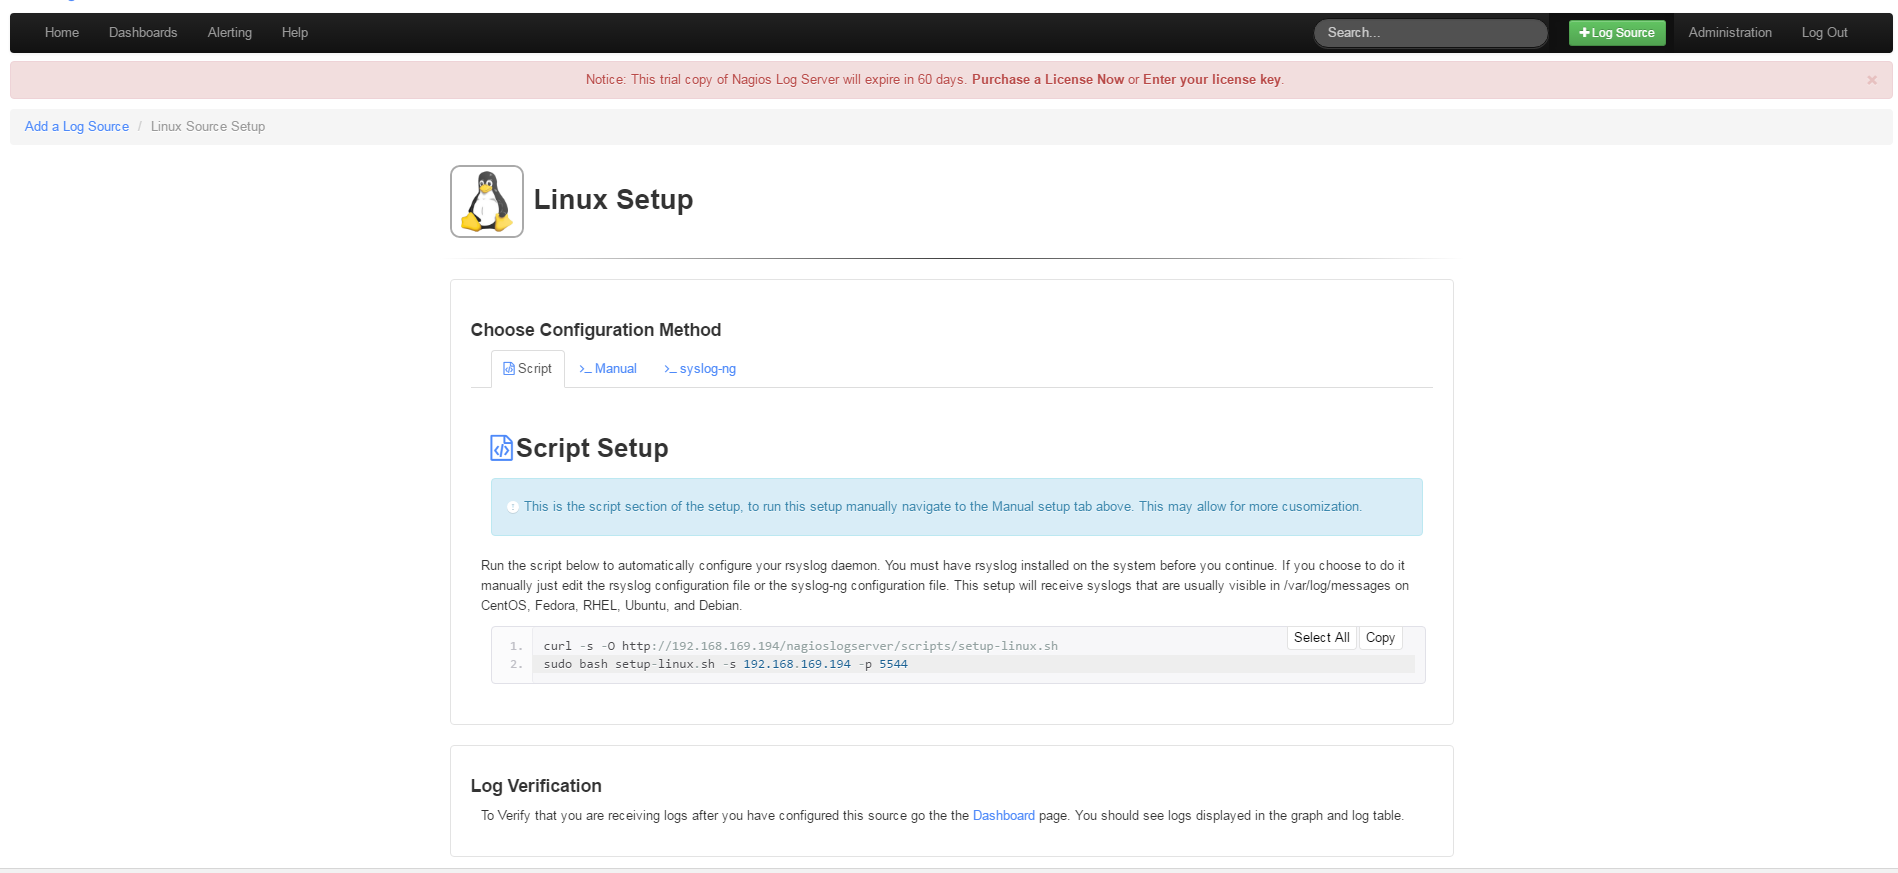 Home Dashboards Alerting Help Search... Log Source Administration Log Out
Notice: This trial copy of Nagios Log Server will expire in 60 days. Purchase a License Now or Enter your license key.
Add a Log Source / Linux Source Setup
Linux Setup
Choose Configuration Method
Script Manual syslog-ng
Script Setup
This is the script section of the setup, to run this setup manually navigate to the Manual setup tab above. This may allow for more cusomization.
Run the script below to automatically configure your rsyslog daemon. You must have rsyslog installed on the system before you continue. If you choose to do it
manually just edit the rsyslog configuration file or the syslog-ng configuration file. This setup will receive syslogs that are usually visible in /var/log/messages on
CentOS, Fedora, RHEL, Ubuntu, and Debian.
Select All Copy
1. curl -s -O http://192.168.169.194/nagioslogserver/scripts/setup-linux.sh
2. sudo bash setup-linux.sh -s 192.168.169.194 -p 5544
Log Verification
To Verify that you are receiving logs after you have configured this source go the the Dashboard page. You should see logs displayed in the graph and log table.